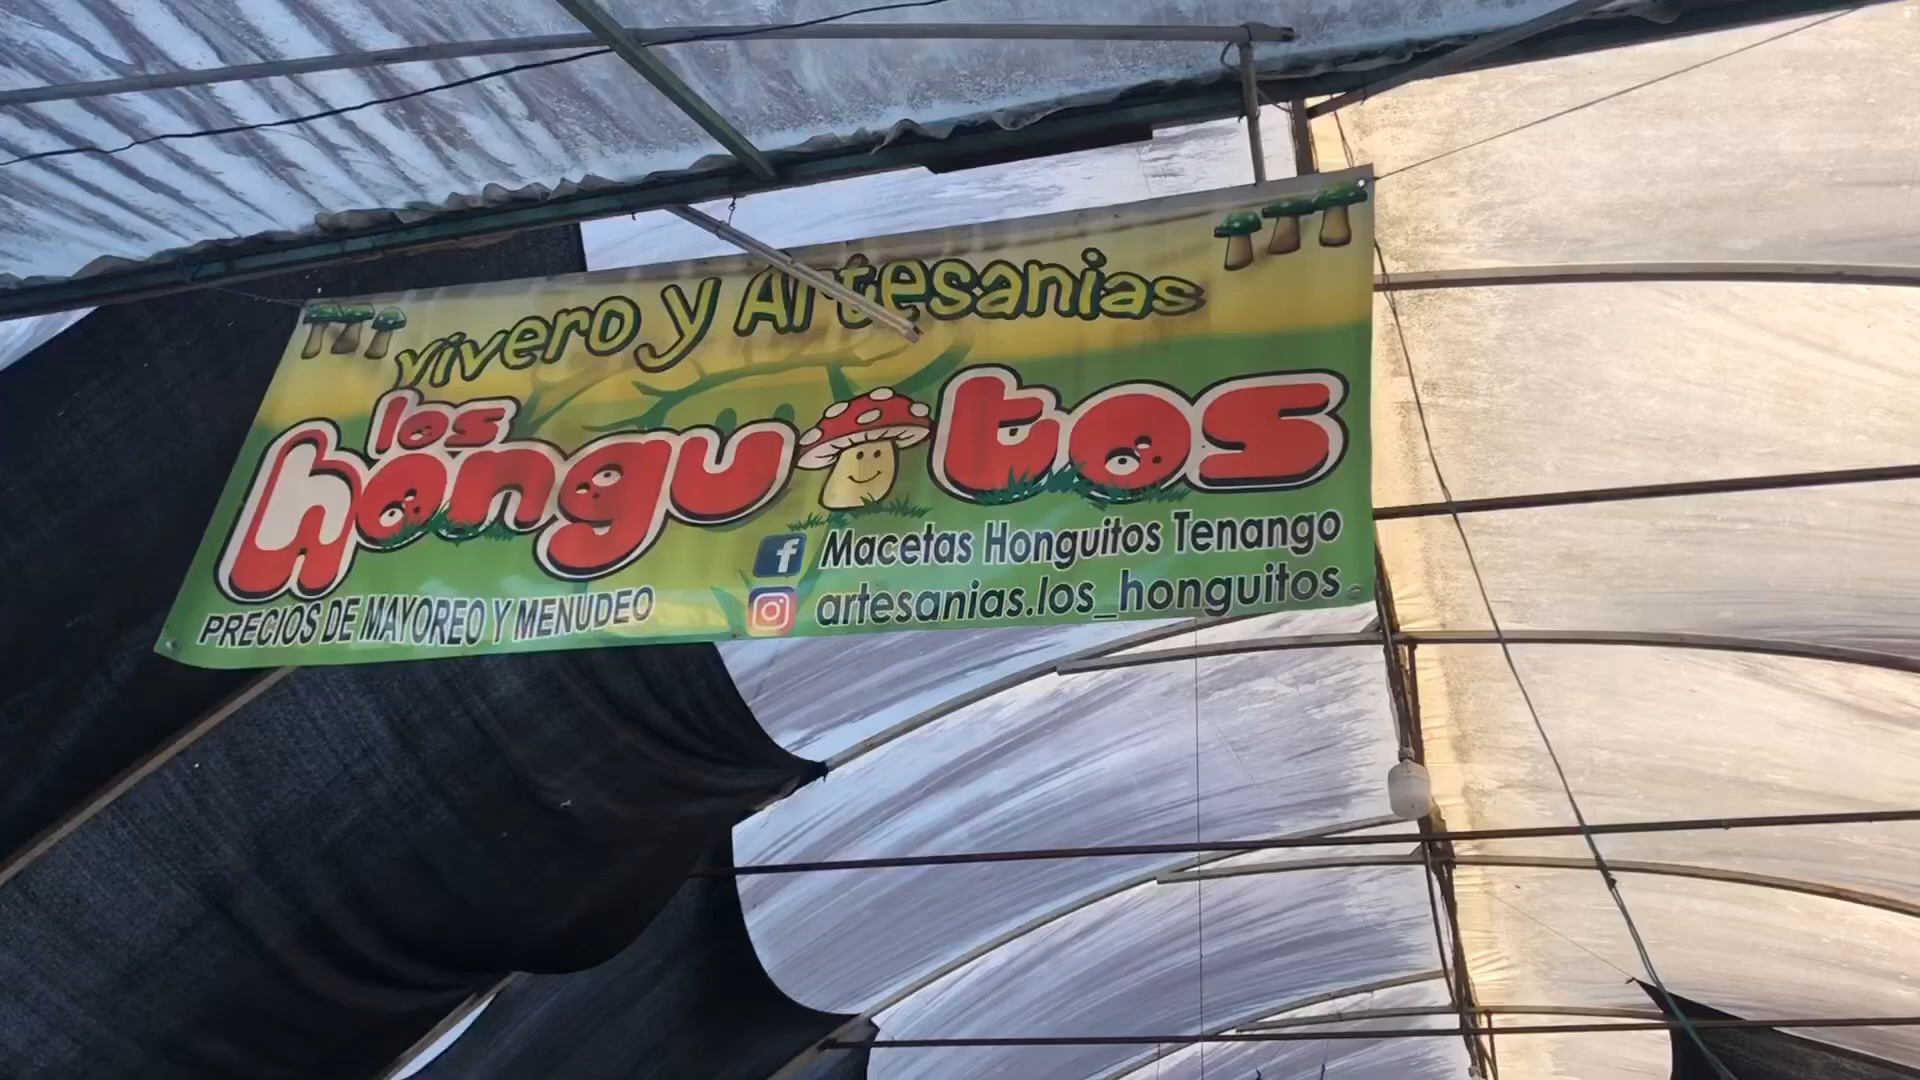 Vivero y Artesanias
los
honguitos
Macetas Honguitos Tenango
artesanias.los_honguitos
PRECIOS DE MAYOREO Y MENUDEO